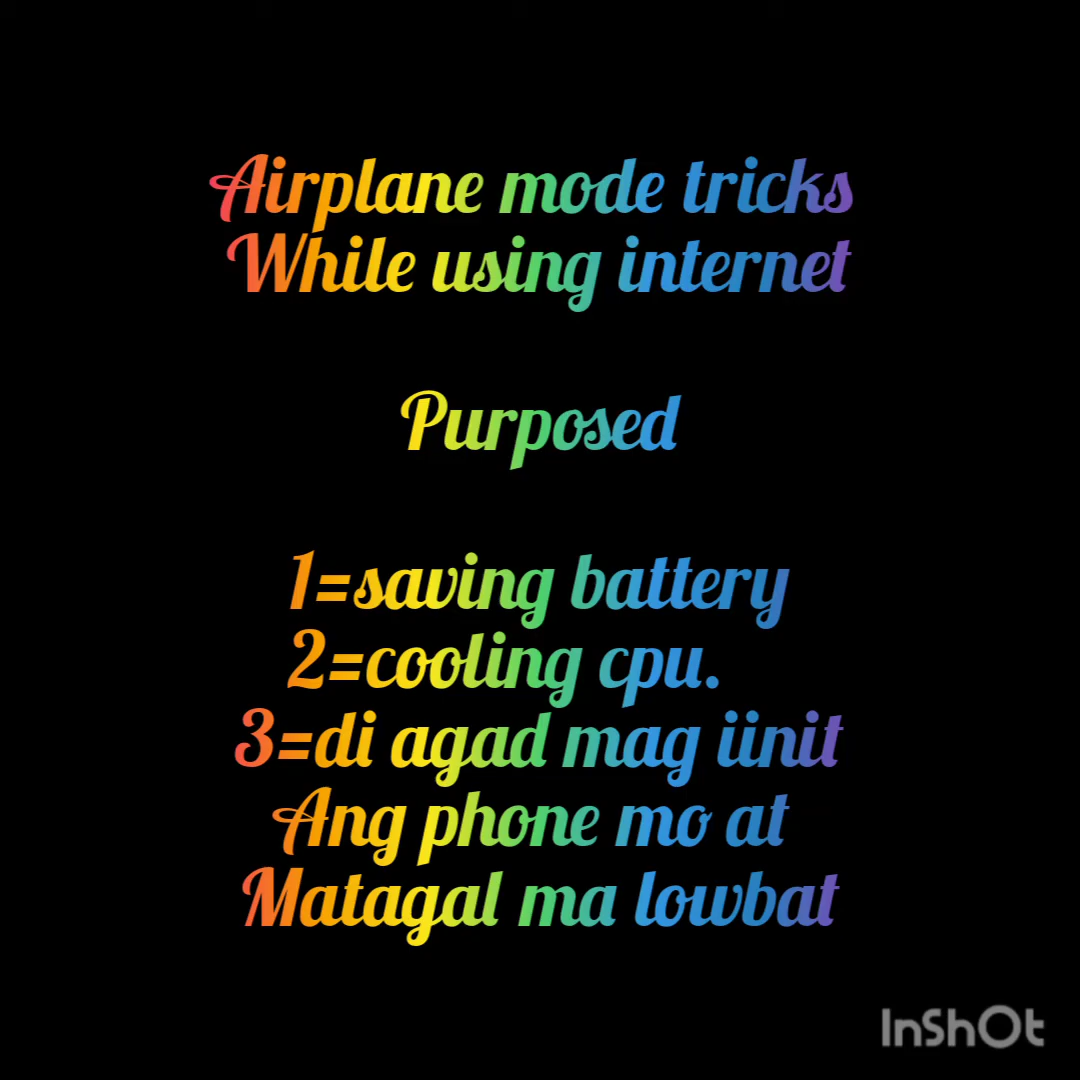 Airplane mode tricks
While using internet
Purposed
1=saving battery
2=cooling cpu.
3=di agad mag iinit
Ang phone mo at
Matagal ma lowbat
InShOt